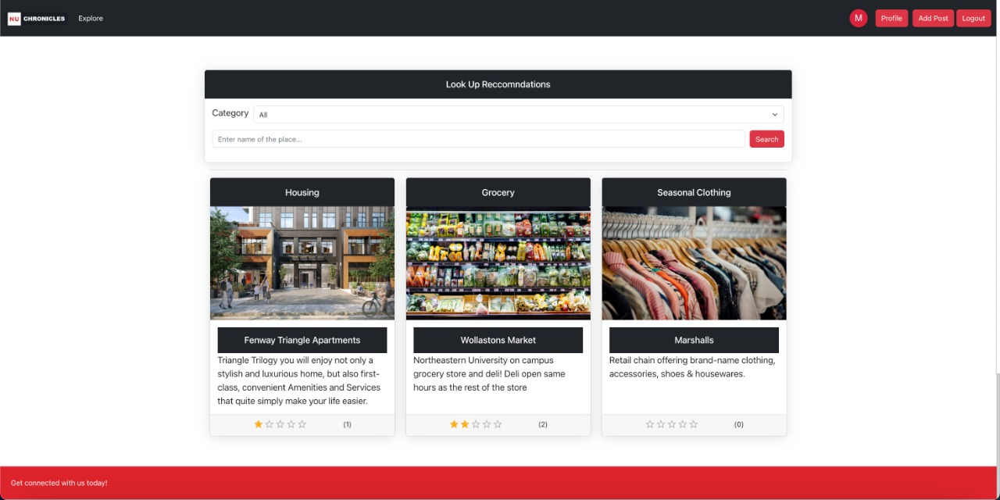 NU CHRONICLES Explore M Profile Add Post Logout
Look Up Reccomndations
Category All
Enter name of the place... Search
Housing
Fenway Triangle Apartments
Triangle Trilogy you will enjoy not only a
stylish and luxurious home, but also first-
class, convenient Amenities and Services
that quite simply make your life easier.
(1)
Grocery
Wollastons Market
Northeastern University on campus
grocery store and deli! Deli open same
hours as the rest of the store
(2)
Seasonal Clothing
Marshalls
Retail chain offering brand-name clothing,
accessories, shoes & housewares.
(0)
Get connected with us today!